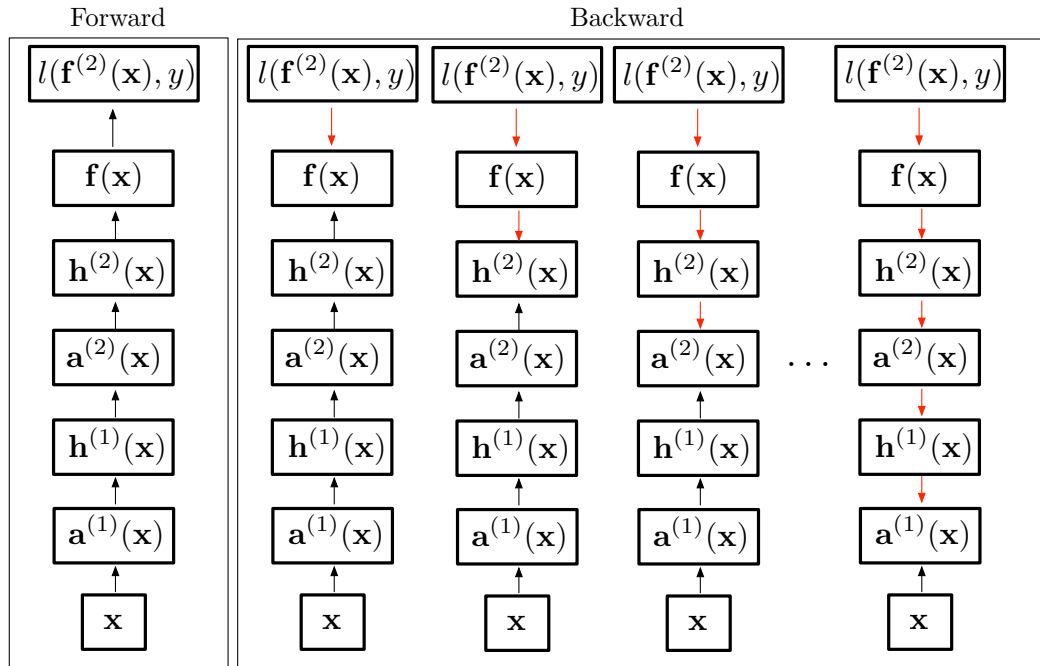 Forward Backward
l(f^(2)(x), y) l(f^(2)(x), y) l(f^(2)(x), y) l(f^(2)(x), y) l(f^(2)(x), y)
f(x) f(x) f(x) f(x) f(x)
h^(2)(x) h^(2)(x) h^(2)(x) h^(2)(x) h^(2)(x)
a^(2)(x) a^(2)(x) a^(2)(x) a^(2)(x) . . . a^(2)(x)
h^(1)(x) h^(1)(x) h^(1)(x) h^(1)(x) h^(1)(x)
a^(1)(x) a^(1)(x) a^(1)(x) a^(1)(x) a^(1)(x)
x x x x x